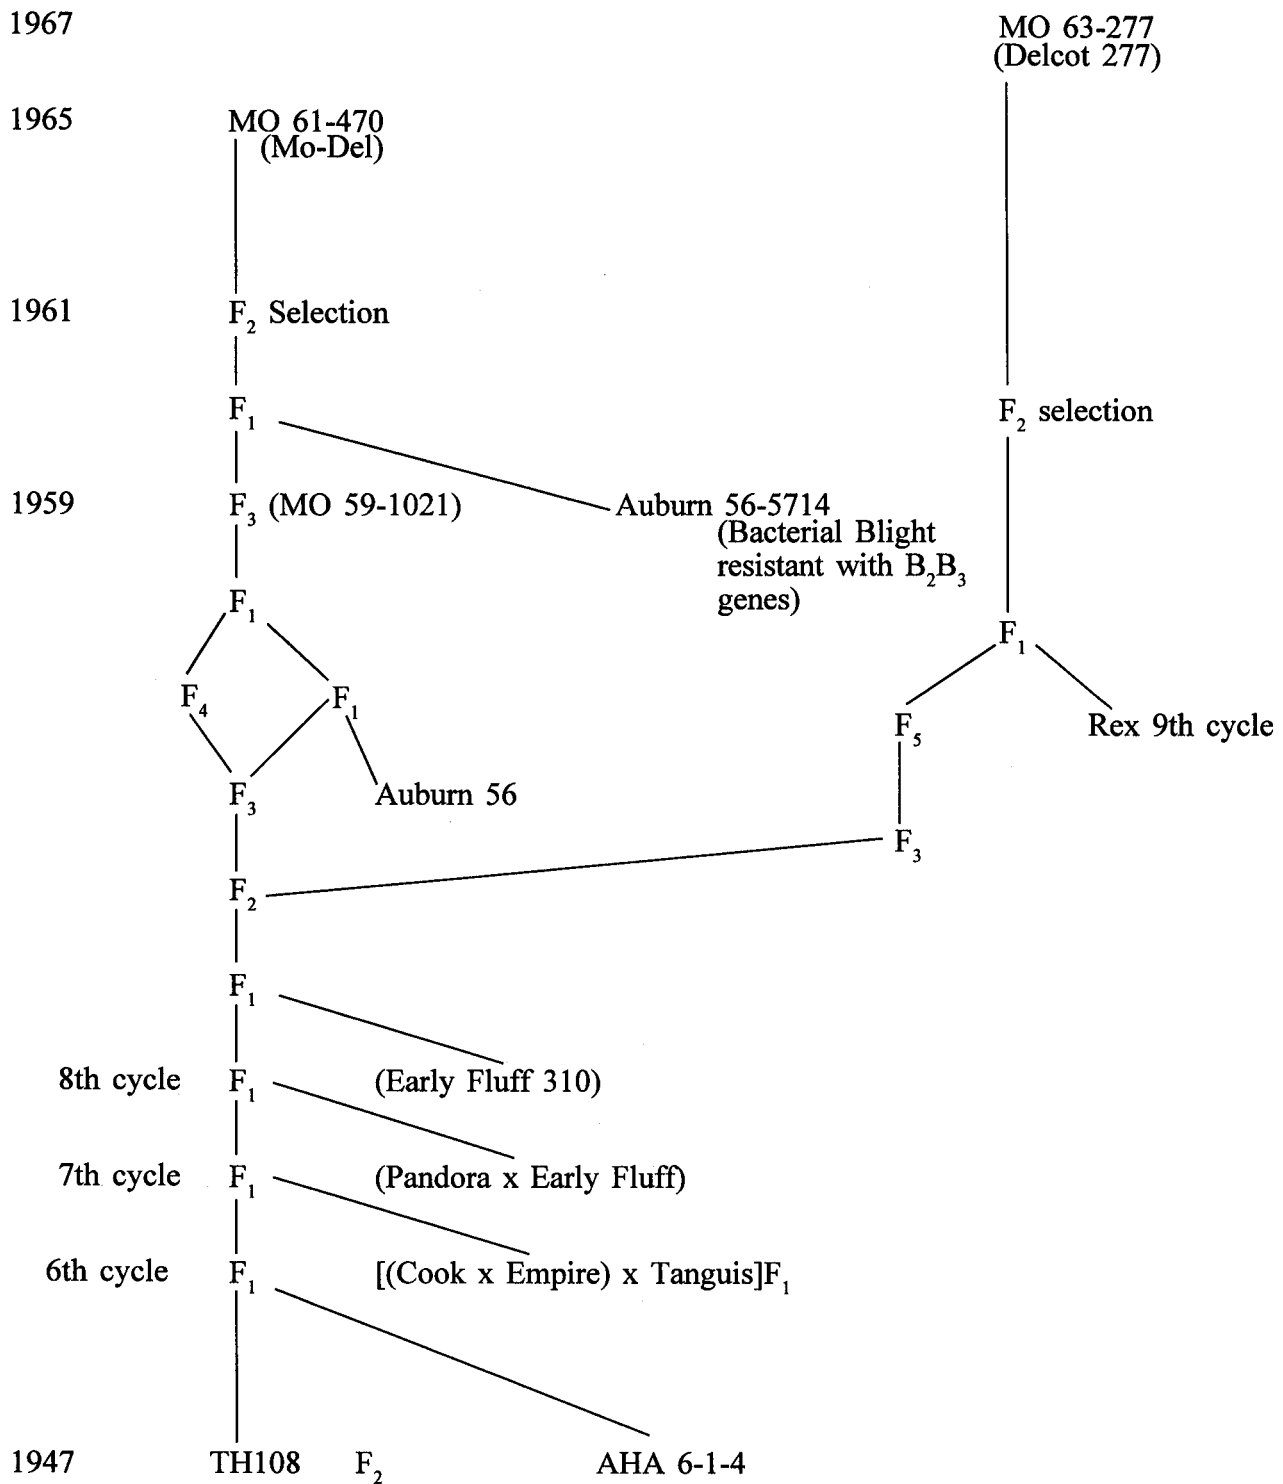 1967 MO 63-277
(Delcot 277)
1965 MO 61-470
(Mo-Del)
1961 F₂ Selection
F₁ F₂ selection
1959 F₃ (MO 59-1021) Auburn 56-5714
(Bacterial Blight
resistant with B₂B₃
genes)
F₁
F₁
F₄ F₁
F₅ Rex 9th cycle
F₃ Auburn 56
F₃
F₂
F₁
8th cycle F₁ (Early Fluff 310)
7th cycle F₁ (Pandora x Early Fluff)
6th cycle F₁ [(Cook x Empire) x Tanguis]F₁
1947 TH108 F₂ AHA 6-1-4